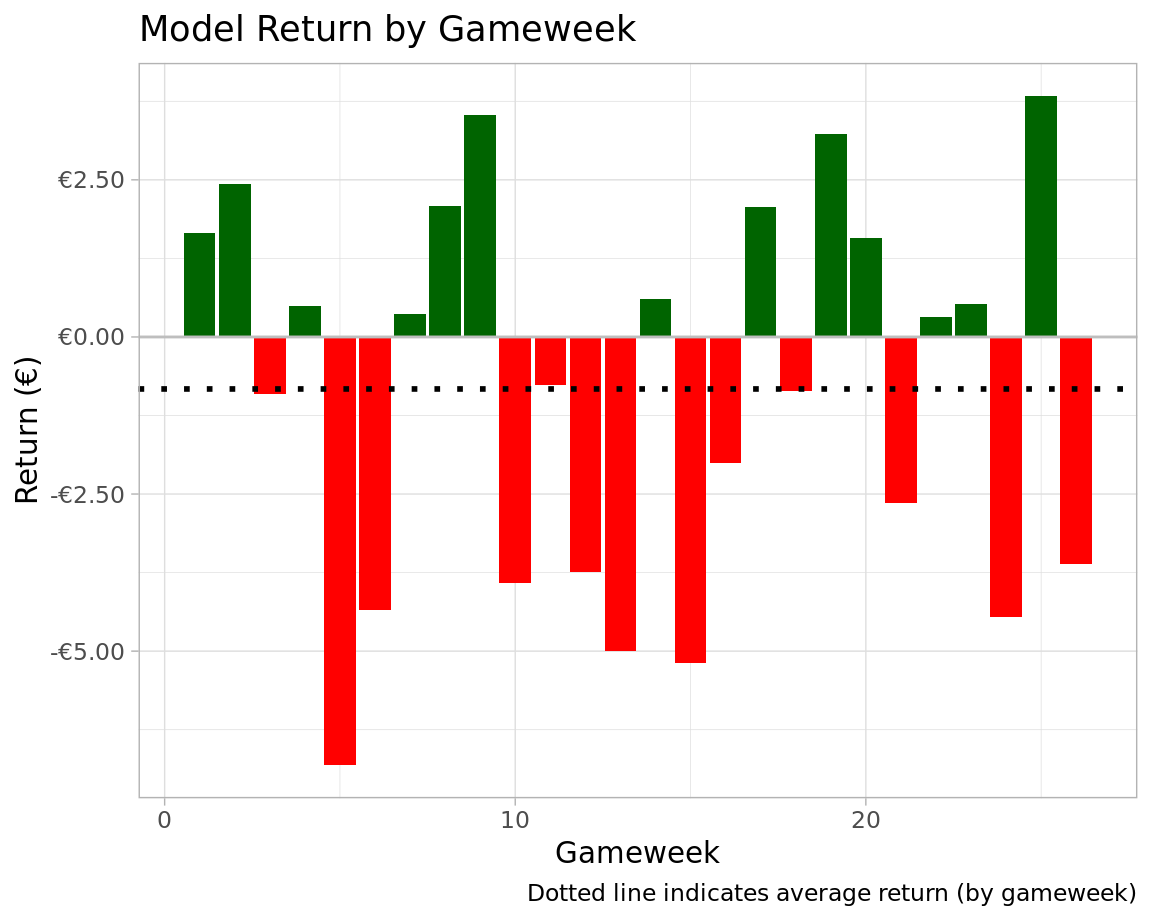 Model Return by Gameweek
Return (€)
€2.50
€0.00
-€2.50
-€5.00
0 10 20
Gameweek
Dotted line indicates average return (by gameweek)